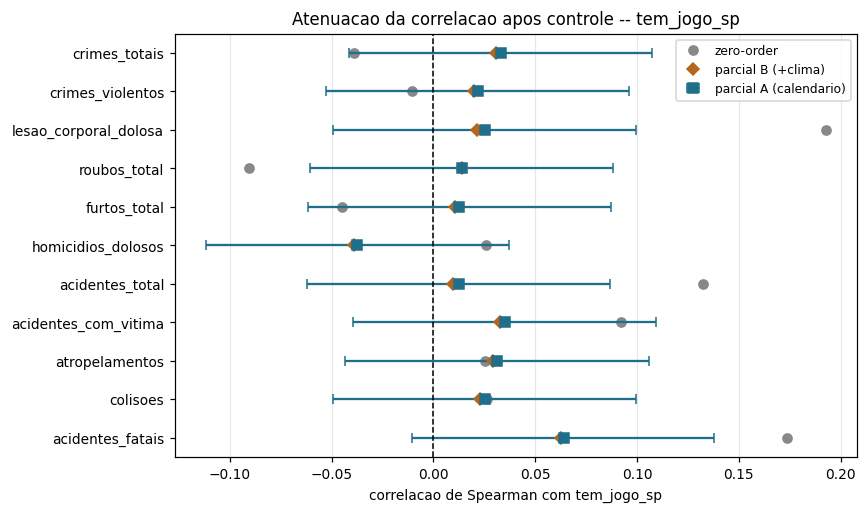 Atenuacao da correlacao apos controle -- tem_jogo_sp
zero-order
parcial B (+clima)
parcial A (calendario)
crimes_totais
crimes_violentos
lesao_corporal_dolosa
roubos_total
furtos_total
homicidios_dolosos
acidentes_total
acidentes_com_vitima
atropelamentos
colisoes
acidentes_fatais
−0.10 −0.05 0.00 0.05 0.10 0.15 0.20
correlacao de Spearman com tem_jogo_sp